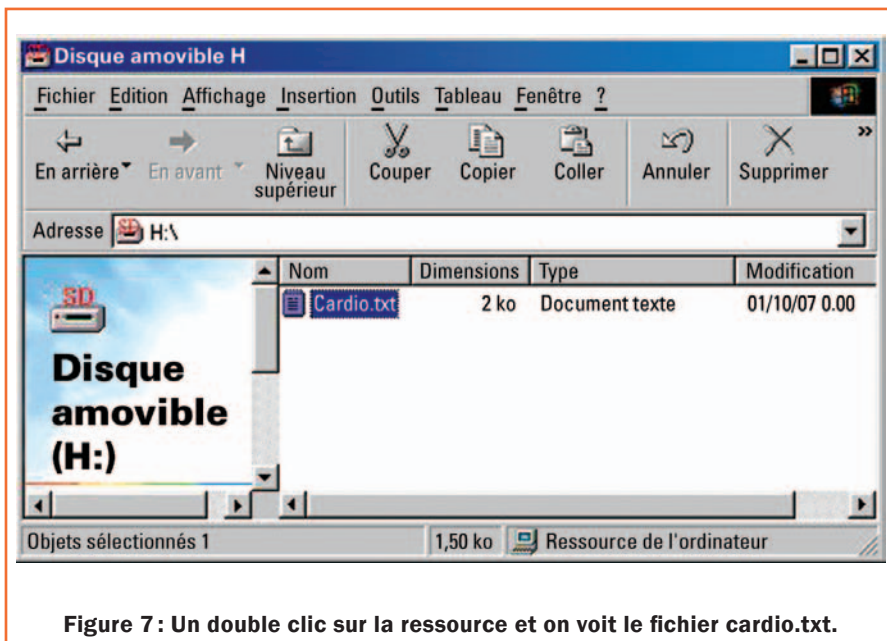 Disque amovible H
Fichier Edition Affichage Insertion Outils Tableau Fenêtre ?
En arrière En avant Niveau supérieur Couper Copier Coller Annuler Supprimer »
Adresse H:\
Nom Dimensions Type Modification
SD
Cardio.txt 2 ko Document texte 01/10/07 0.00
Disque
amovible
(H:)
Objets sélectionnés 1 1,50 ko Ressource de l'ordinateur
Figure 7 : Un double clic sur la ressource et on voit le fichier cardio.txt.